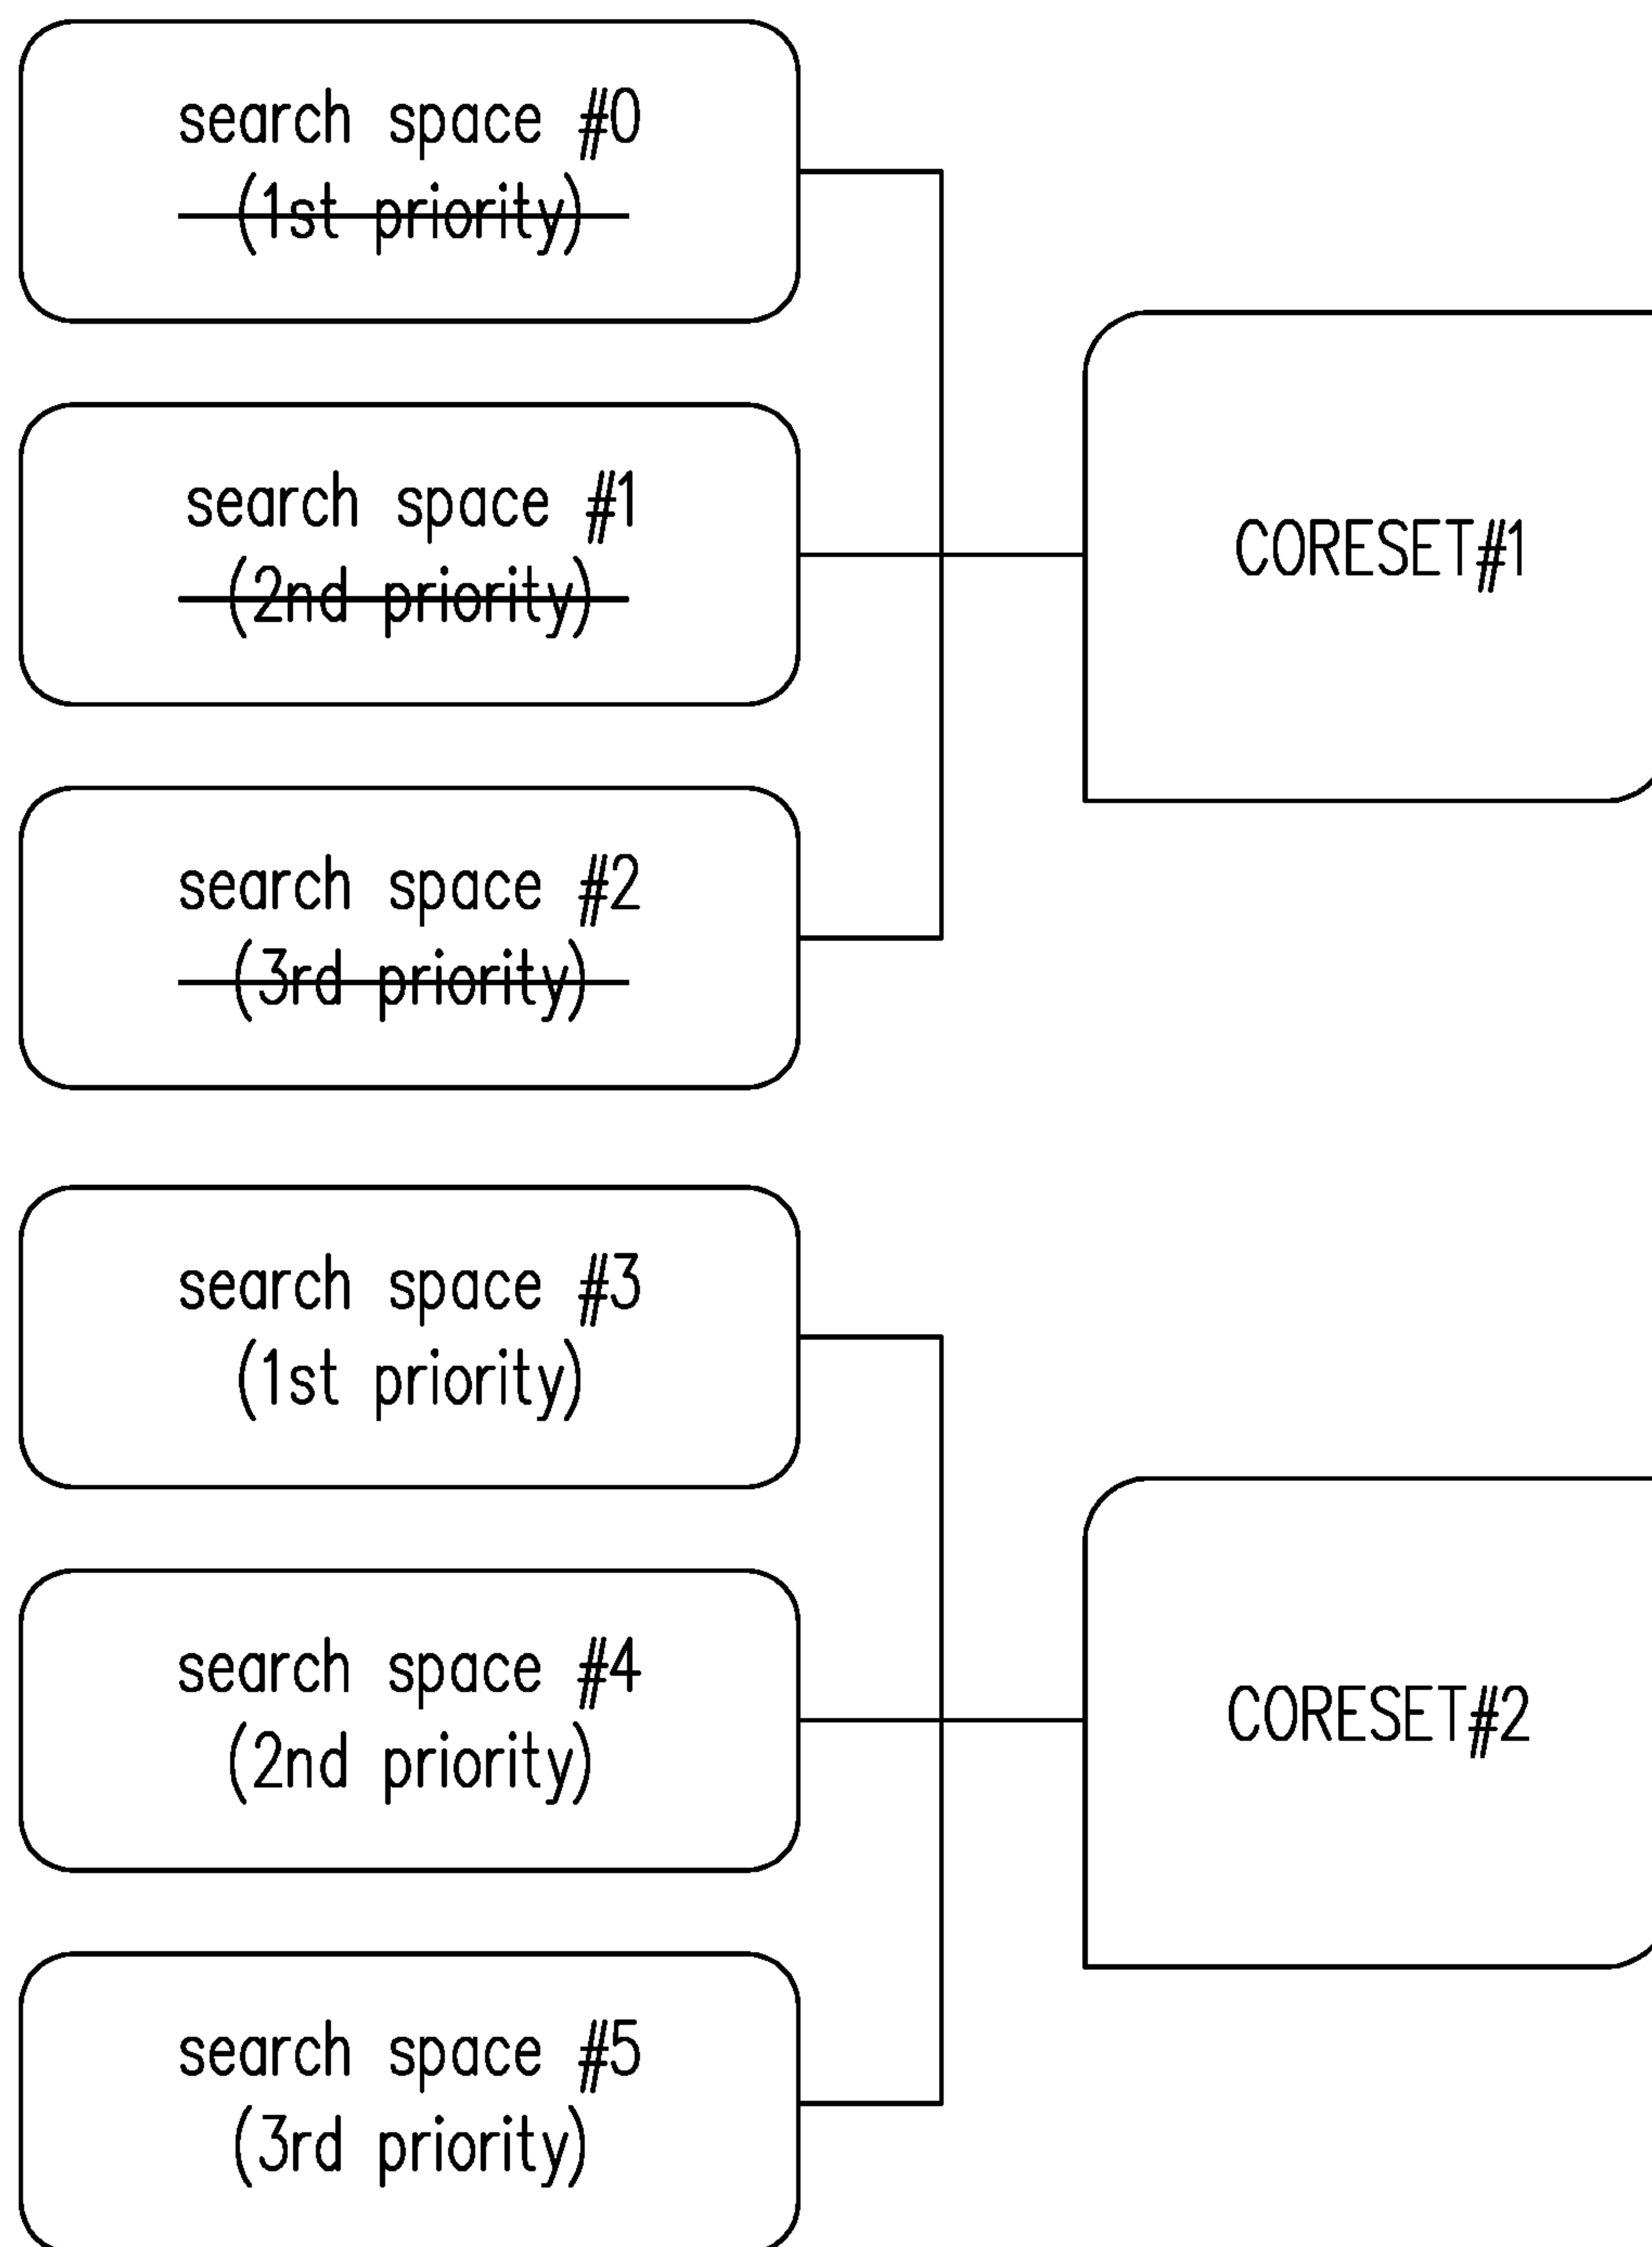 search space #0
(1st priority)
search space #1
(2nd priority)
CORESET#1
search space #2
(3rd priority)
search space #3
(1st priority)
search space #4
(2nd priority)
CORESET#2
search space #5
(3rd priority)